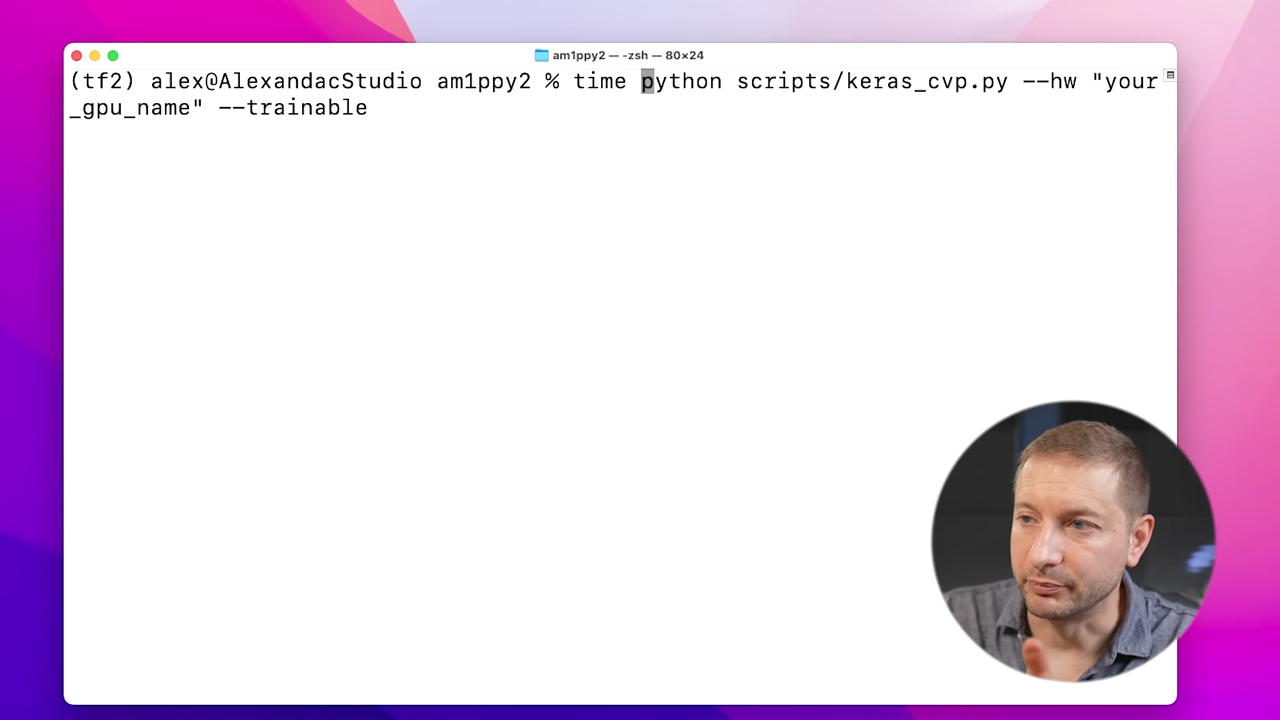 am1ppy2 — -zsh — 80×24
(tf2) alex@AlexandacStudio am1ppy2 % time python scripts/keras_cvp.py --hw "your
_gpu_name" --trainable